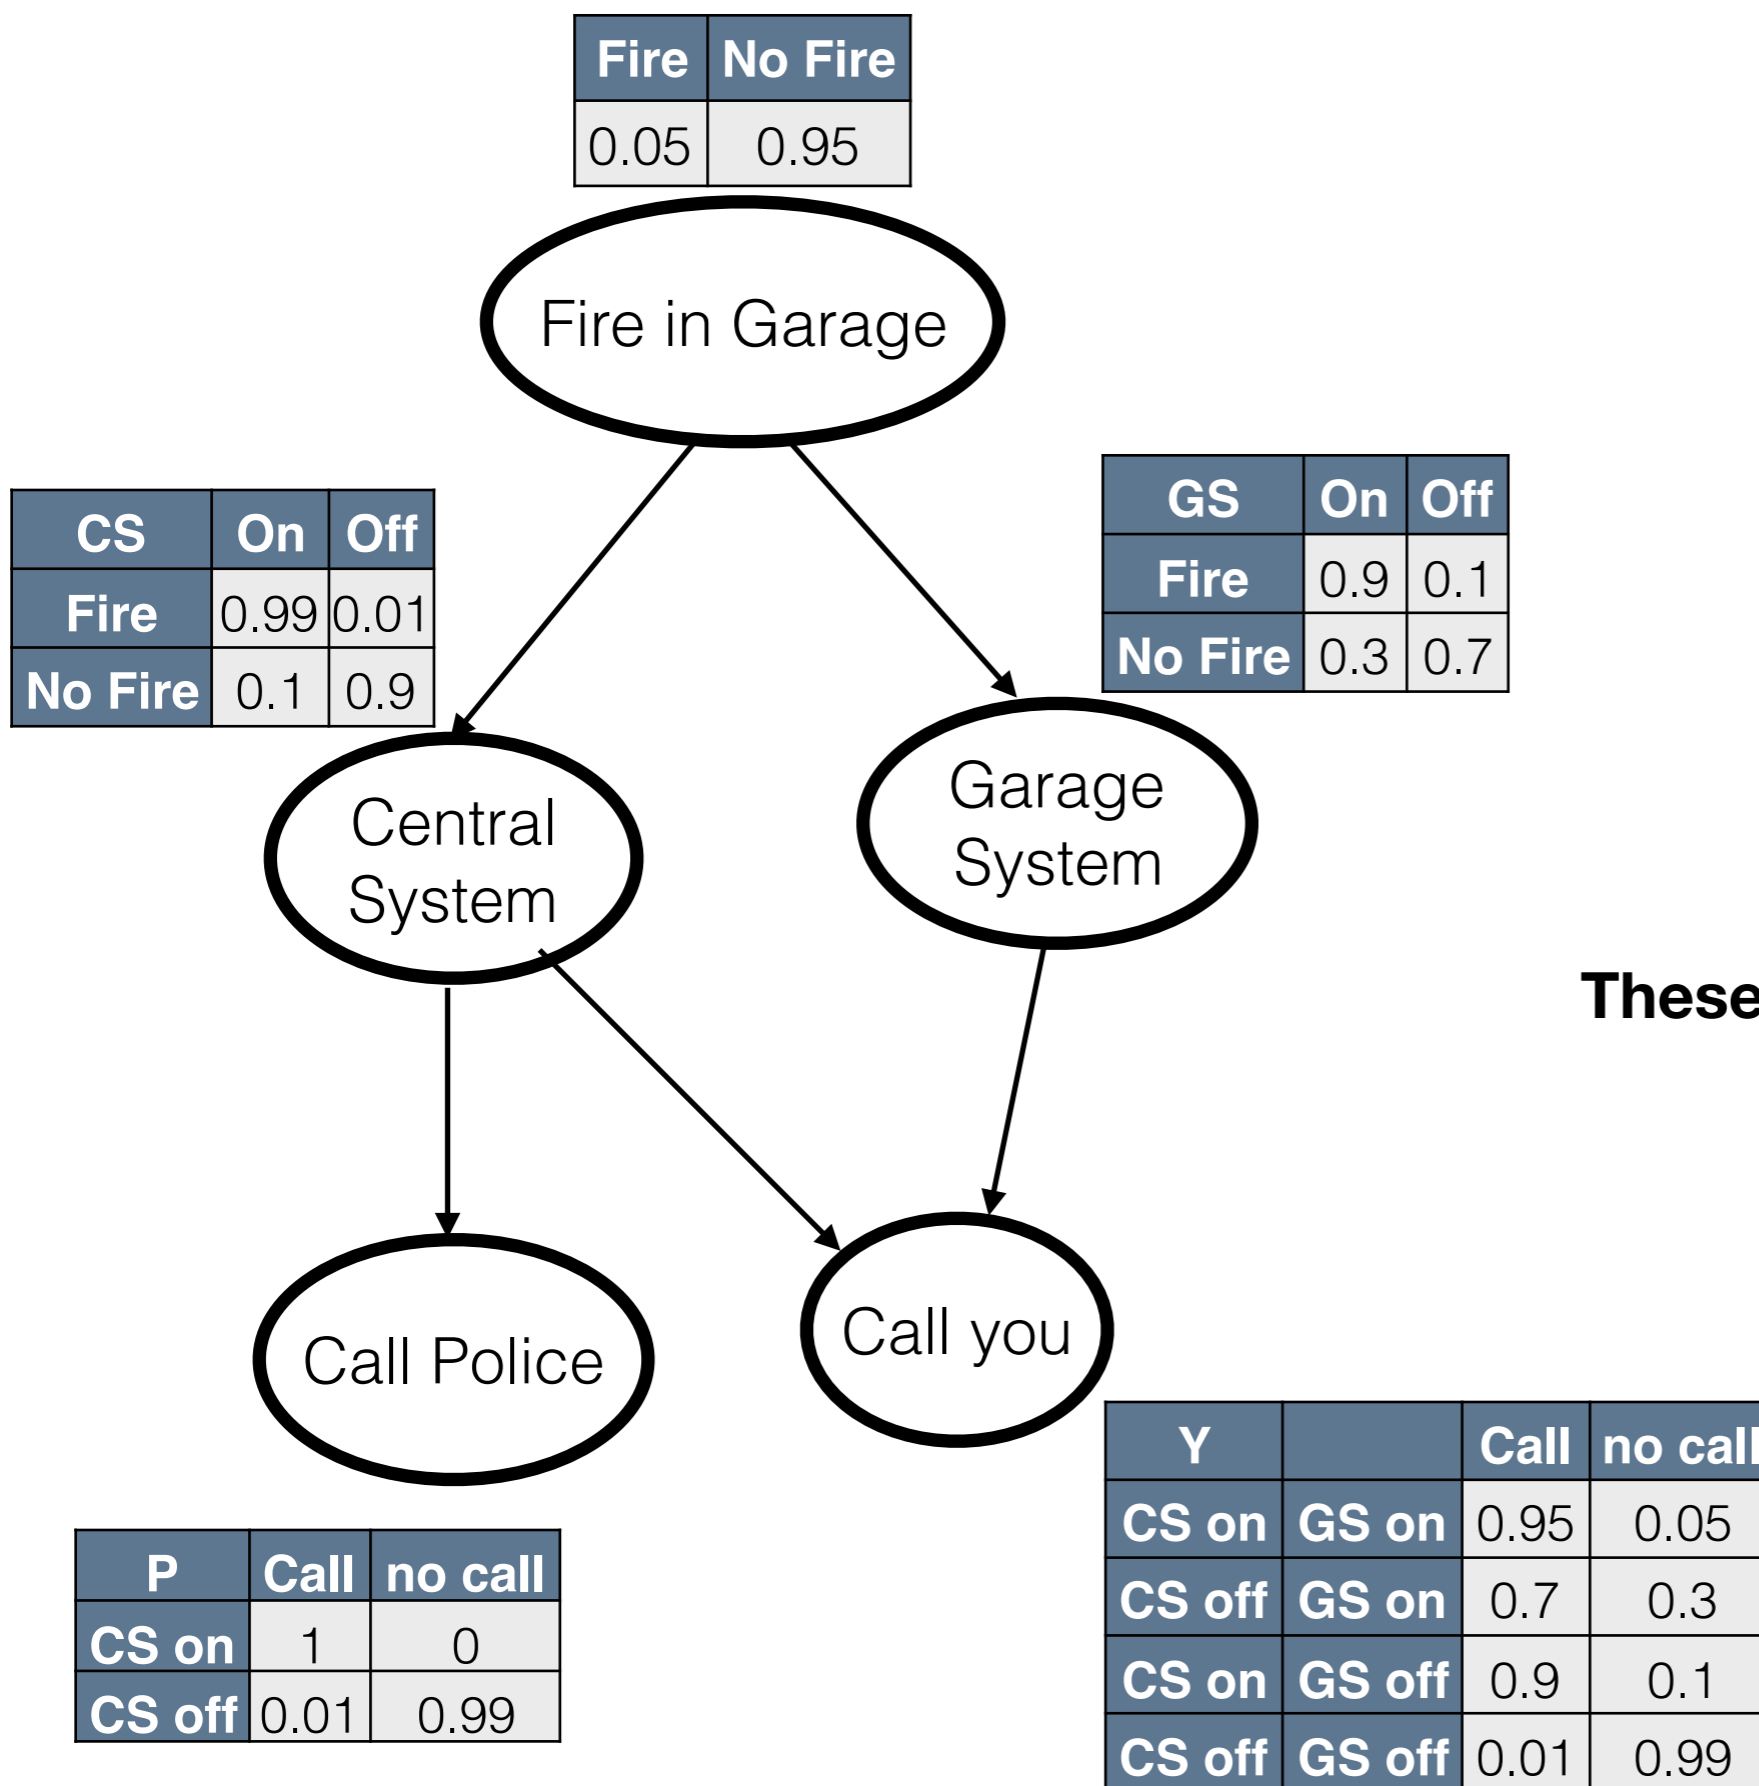 Fire No Fire
0.05 0.95
Fire in Garage
CS On Off
Fire 0.99 0.01
No Fire 0.1 0.9
GS On Off
Fire 0.9 0.1
No Fire 0.3 0.7
Central
System
Garage
System
These
Call Police
Call you
P Call no call
CS on 1 0
CS off 0.01 0.99
Y Call no call
CS on GS on 0.95 0.05
CS off GS on 0.7 0.3
CS on GS off 0.9 0.1
CS off GS off 0.01 0.99